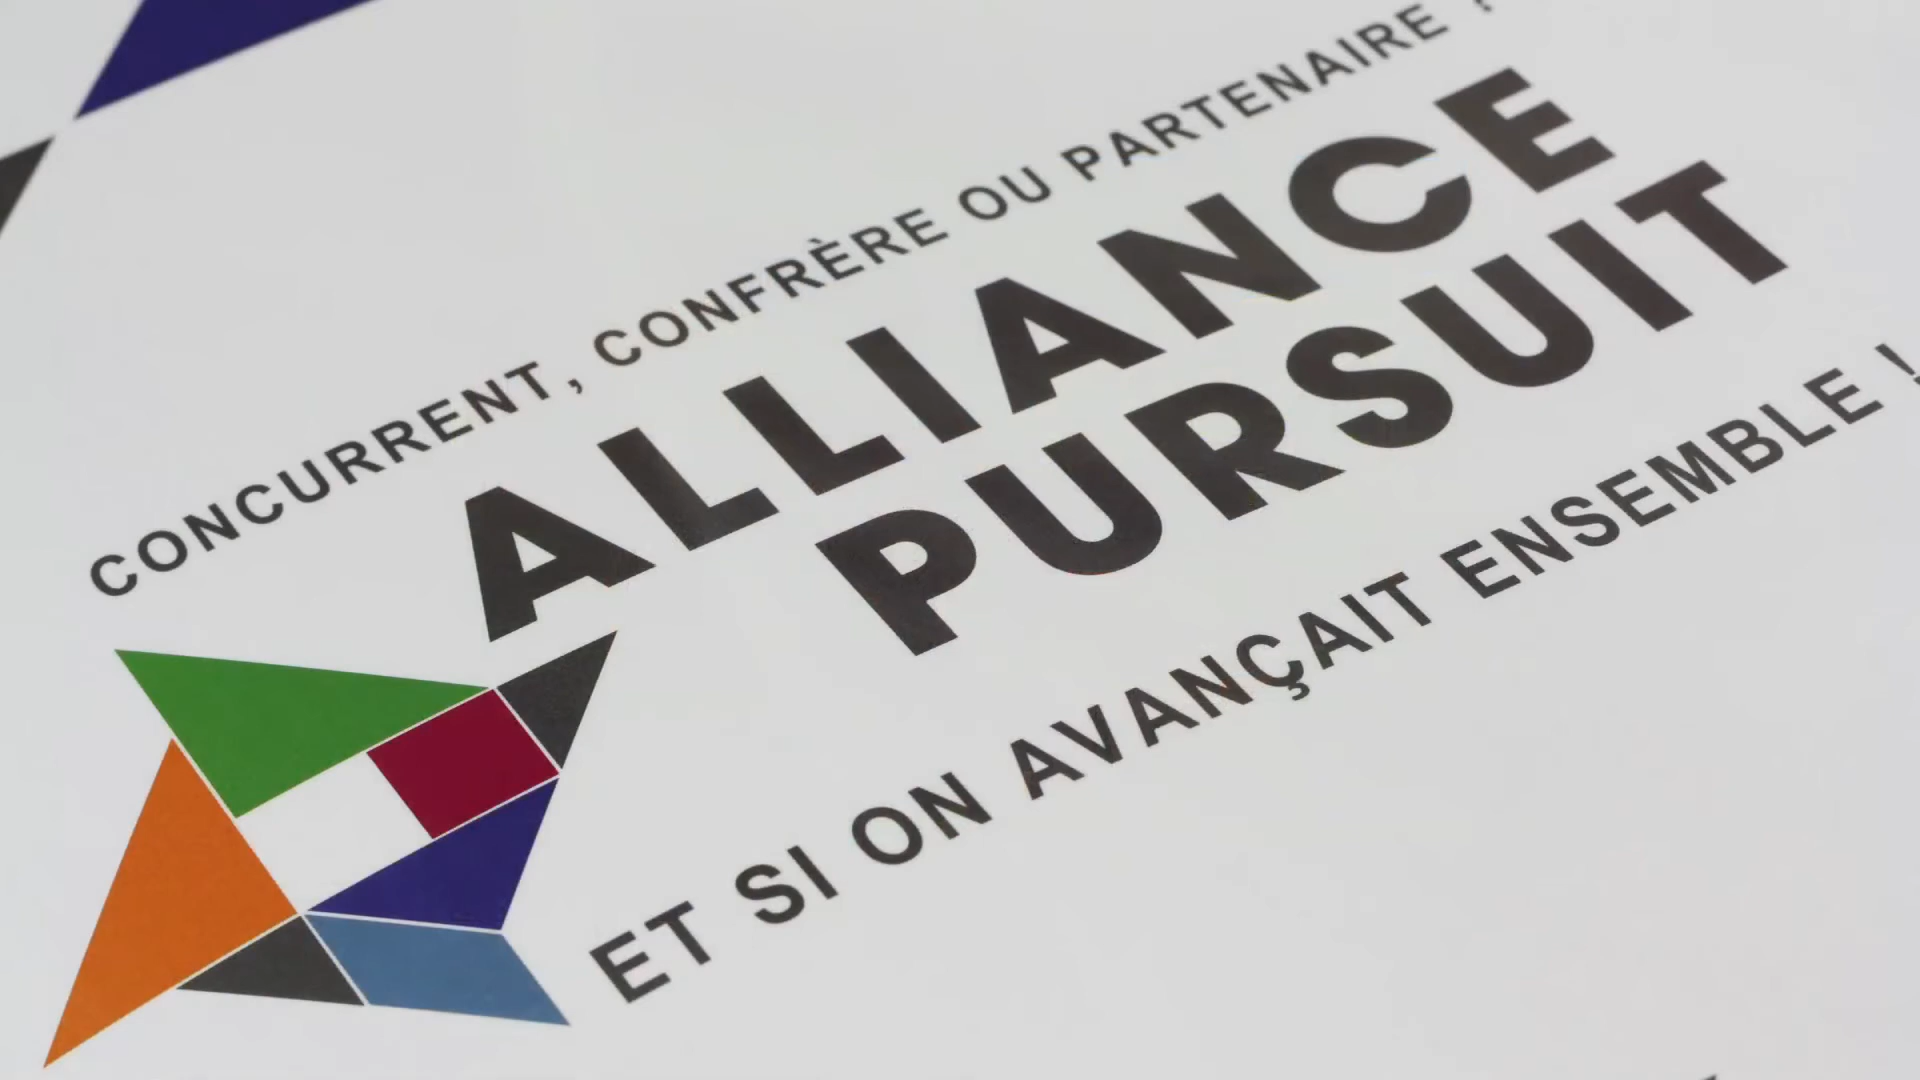 CONCURRENT, CONFRÈRE OU PARTENAIRE ?
ALLIANCE
PURSUIT
ET SI ON AVANÇAIT ENSEMBLE !